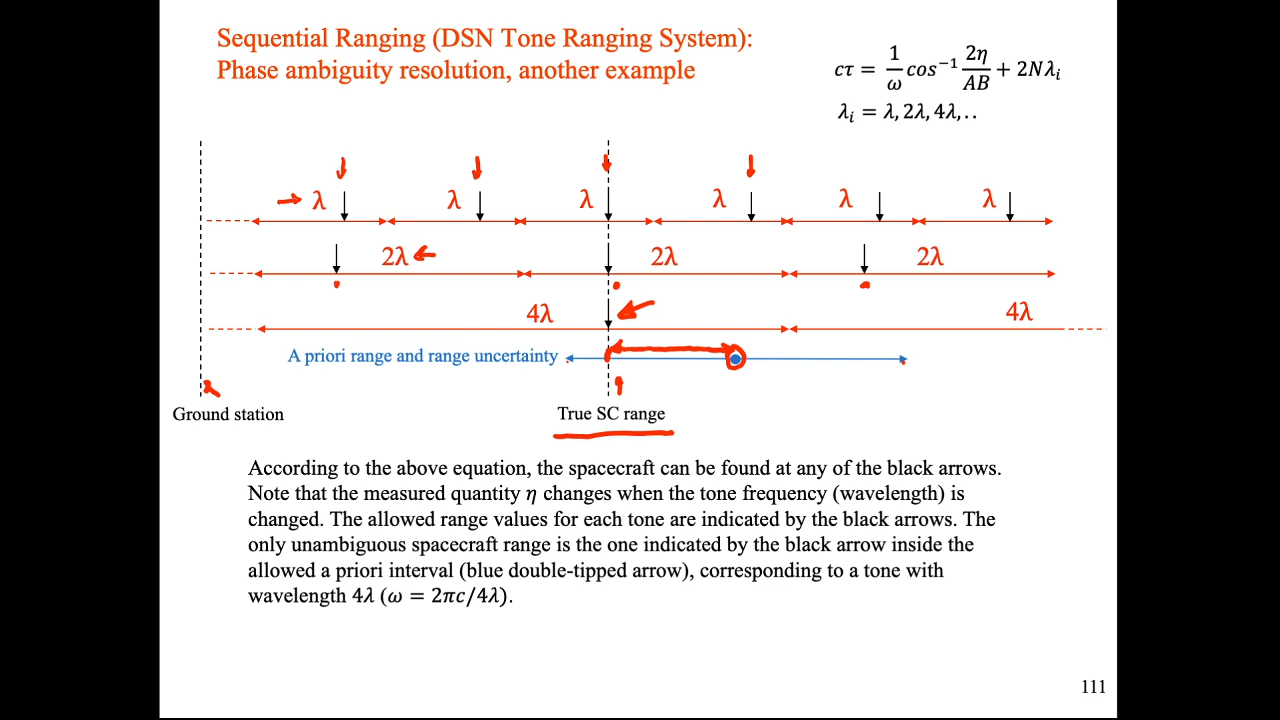 Sequential Ranging (DSN Tone Ranging System):
Phase ambiguity resolution, another example
cτ = 1/ω cos⁻¹ 2η/AB + 2Nλᵢ
λᵢ = λ, 2λ, 4λ, . .
λ λ λ λ λ λ
2λ 2λ 2λ
4λ 4λ
A priori range and range uncertainty
Ground station
True SC range
According to the above equation, the spacecraft can be found at any of the black arrows.
Note that the measured quantity η changes when the tone frequency (wavelength) is
changed. The allowed range values for each tone are indicated by the black arrows. The
only unambiguous spacecraft range is the one indicated by the black arrow inside the
allowed a priori interval (blue double-tipped arrow), corresponding to a tone with
wavelength 4λ (ω = 2πc/4λ).
111